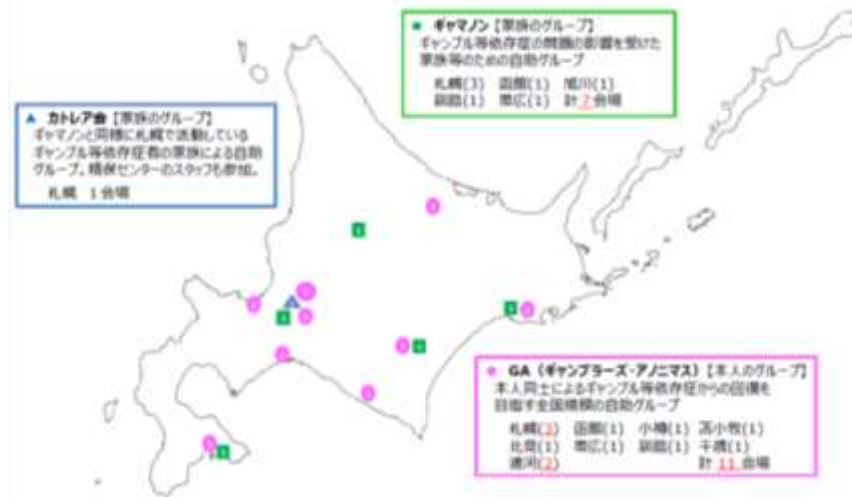 ■ ギャマノン【家族のグループ】
ギャンブル等依存症の問題の影響を受けた
家族等のための自助グループ
札幌(3) 函館(1) 旭川(1)
釧路(1) 帯広(1) 計 7 会場
▲ カトレア会【家族のグループ】
ギャマノンと同様に札幌で活動している
ギャンブル等依存症者の家族による自助
グループ。精保センターのスタッフも参加。
札幌 1会場
● GA(ギャンブラーズ・アノニマス)【本人のグループ】
本人同士によるギャンブル等依存症からの回復を
目指す全国規模の自助グループ
函館(1) 小樽(1) 苫小牧(1)
北見(1) 帯広(1) 釧路(1) 千歳(1)
浦河(2) 計 11 会場